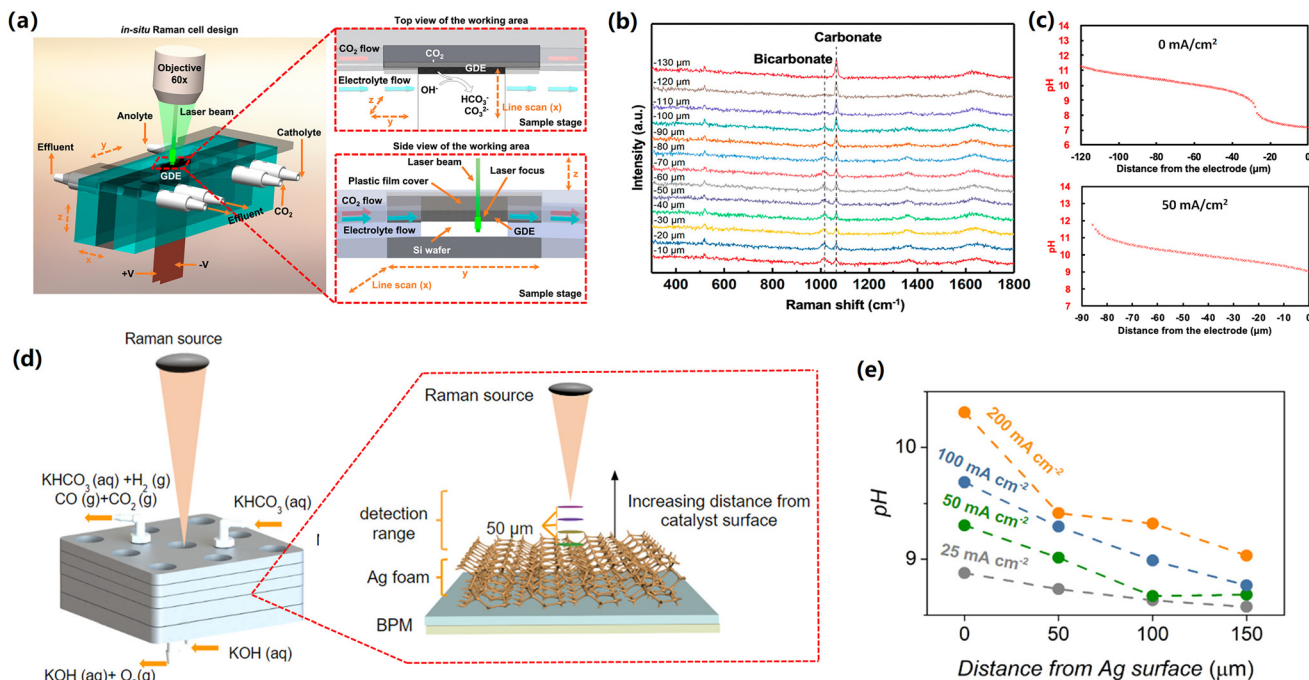 (a)
in-situ Raman cell design
Objective
60x
Laser beam
Anolyte
Catholyte
Effluent
y
GDE
z
Effluent
CO2
x
+V
-V
Top view of the working area
CO2 flow
CO2
GDE
Electrolyte flow
OH-
HCO3-
CO32-
Line scan (x)
z
y
Sample stage
Side view of the working area
Laser beam
Laser focus
z
Plastic film cover
CO2 flow
Electrolyte flow
GDE
Si wafer
y
Line scan (x)
Sample stage
(b)
Carbonate
Bicarbonate
-130 µm
-120 µm
-110 µm
-100 µm
-90 µm
-80 µm
-70 µm
-60 µm
-50 µm
-40 µm
-30 µm
-20 µm
-10 µm
Intensity (a.u.)
400 600 800 1000 1200 1400 1600 1800
Raman shift (cm-1)
(c)
0 mA/cm2
pH
13
12
11
10
9
8
7
6
-120 -100 -80 -60 -40 -20 0
Distance from the electrode (µm)
50 mA/cm2
pH
13
12
11
10
9
8
7
6
-90 -80 -70 -60 -50 -40 -30 -20 -10 0
Distance from the electrode (µm)
(d)
Raman source
KHCO3 (aq) +H2 (g)
CO (g)+CO2 (g)
KHCO3 (aq)
KOH (aq)
KOH (aq)+ O2(g)
Raman source
detection
range
50 µm
Increasing distance from
catalyst surface
Ag foam
BPM
(e)
200 mA cm-2
100 mA cm-2
50 mA cm-2
25 mA cm-2
pH
10
9
0 50 100 150
Distance from Ag surface (µm)